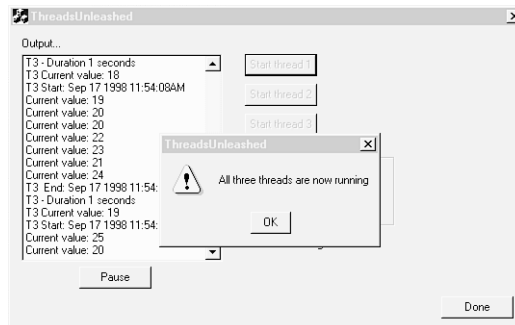 ThreadsUnleashed
Output...
T3 - Duration 1 seconds
T3 Current value: 18
T3 Start: Sep 17 1998 11:54:08AM
Current value: 19
Current value: 20
Current value: 20
Current value: 22
Current value: 23
Current value: 21
Current value: 24
T3 End: Sep 17 1998 11:54:
T3 - Duration 1 seconds
T3 Current value: 19
T3 Start: Sep 17 1998 11:54:
Current value: 25
Current value: 20
Start thread 1
Start thread 2
Start thread 3
ThreadsUnleashed
All three threads are now running
OK
Pause
Done